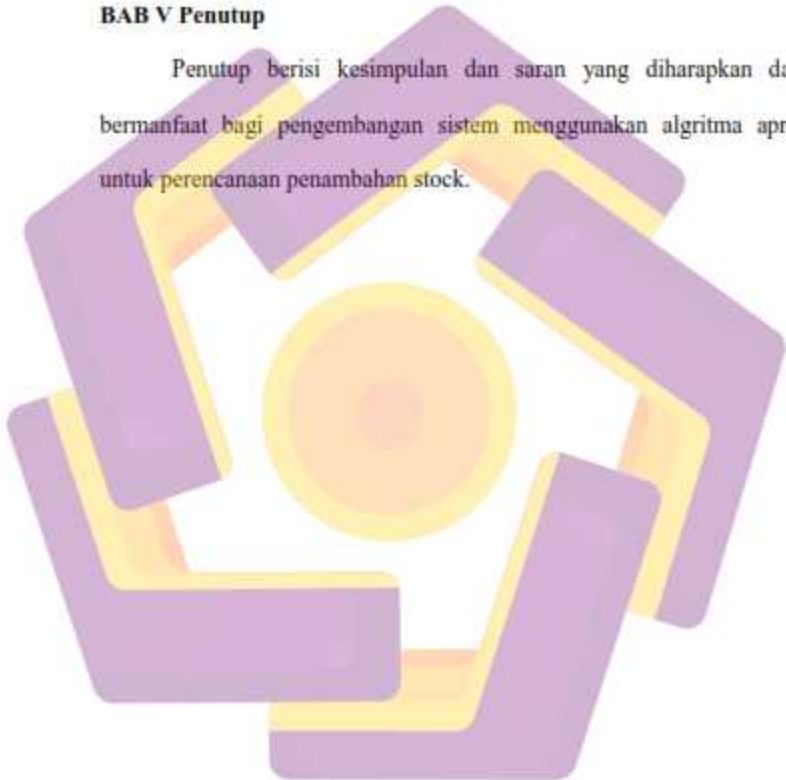 BAB V Penutup
Penutup berisi kesimpulan dan saran yang diharapkan da
bermanfaat bagi pengembangan sistem menggunakan algritma apr
untuk perencanaan penambahan stock.